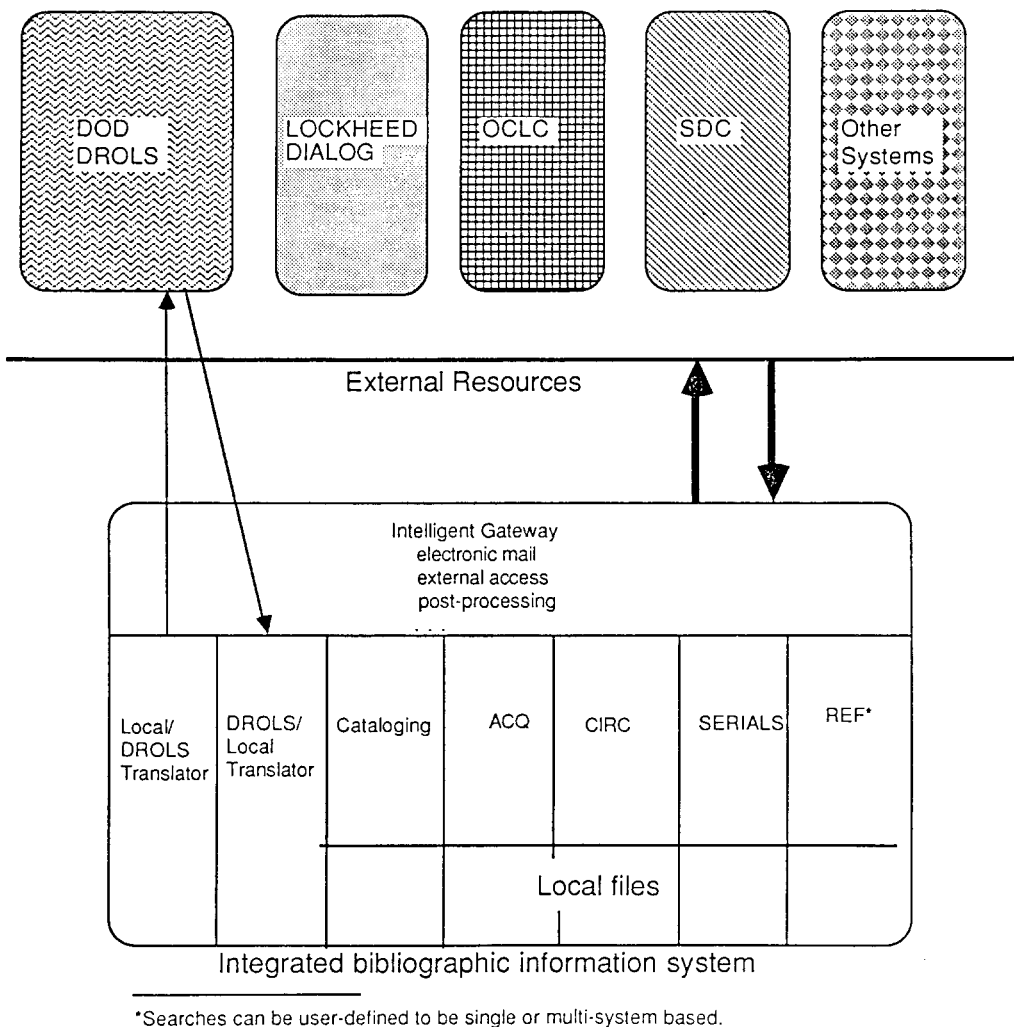 DOD
DROLS
LOCKHEED
DIALOG
OCLC
SDC
Other
Systems
External Resources
Intelligent Gateway
electronic mail
external access
post-processing
. . .
Local/
DROLS
Translator
DROLS/
Local
Translator
Cataloging
ACQ
CIRC
SERIALS
REF*
Local files
Integrated bibliographic information system
*Searches can be user-defined to be single or multi-system based.